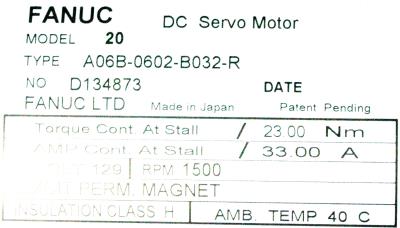 FANUC DC Servo Motor
MODEL 20
TYPE A06B-0602-B032-R
NO D134873 DATE
FANUC LTD Made in Japan Patent Pending
Torque Cont. At Stall / 23.00 Nm
AMP Cont. At Stall / 33.00 A
129 RPM 1500
PERM. MAGNET
INSULATION CLASS H AMB. TEMP 40 C